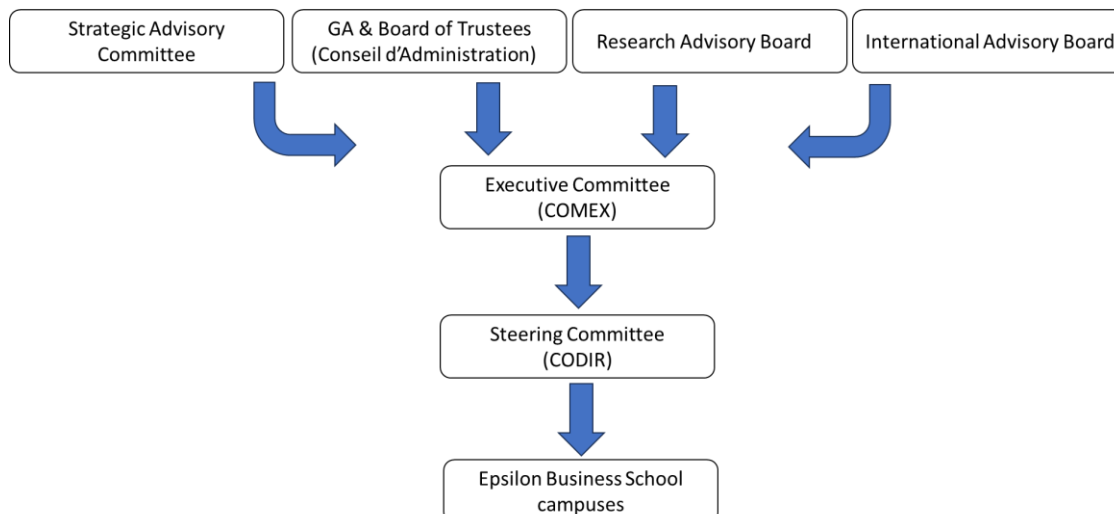 Strategic Advisory
Committee
GA & Board of Trustees
(Conseil d’Administration)
Research Advisory Board
International Advisory Board
Executive Committee
(COMEX)
Steering Committee
(CODIR)
Epsilon Business School
campuses